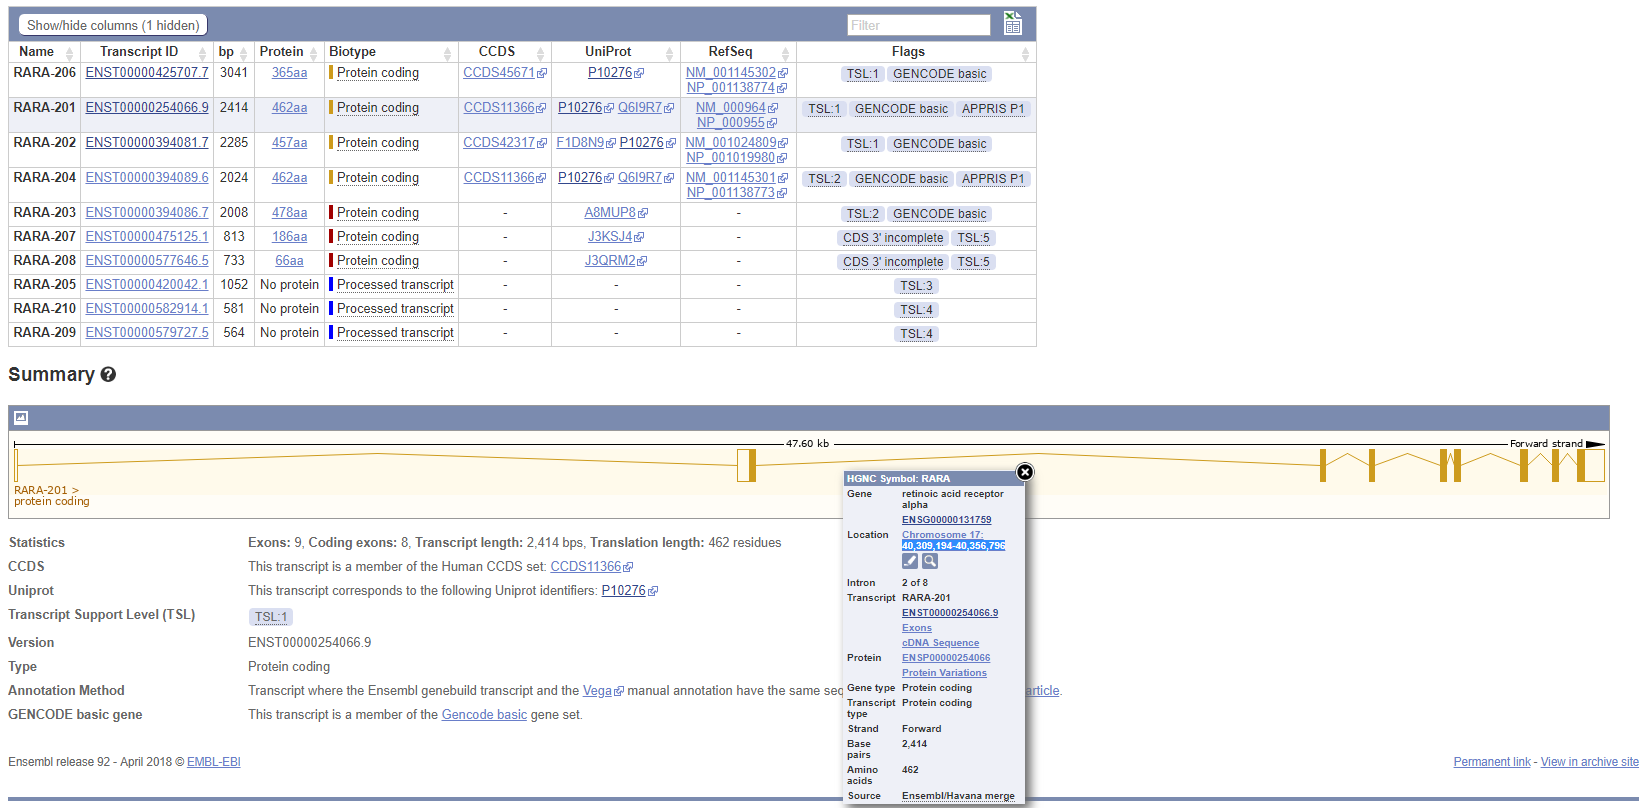 Show/hide columns (1 hidden) Filter
Name Transcript ID bp Protein Biotype CCDS UniProt RefSeq Flags
RARA-206 ENST00000425707.7 3041 365aa Protein coding CCDS45671 P10276 NM_001145302 TSL:1 GENCODE basic
NP_001138774
RARA-201 ENST00000254066.9 2414 462aa Protein coding CCDS11366 P10276 Q6I9R7 NM_000964 TSL:1 GENCODE basic APPRIS P1
NP_000955
RARA-202 ENST00000394081.7 2285 457aa Protein coding CCDS42317 F1D8N9 P10276 NM_001024809 TSL:1 GENCODE basic
NP_001019980
RARA-204 ENST00000394089.6 2024 462aa Protein coding CCDS11366 P10276 Q6I9R7 NM_001145301 TSL:2 GENCODE basic APPRIS P1
NP_001138773
RARA-203 ENST00000394086.7 2008 478aa Protein coding - A8MUP8 - TSL:2 GENCODE basic
RARA-207 ENST00000475125.1 813 186aa Protein coding - J3KSJ4 - CDS 3' incomplete TSL:5
RARA-208 ENST00000577646.5 733 66aa Protein coding - J3QRM2 - CDS 3' incomplete TSL:5
RARA-205 ENST00000420042.1 1052 No protein Processed transcript - - - TSL:3
RARA-210 ENST00000582914.1 581 No protein Processed transcript - - - TSL:4
RARA-209 ENST00000579727.5 564 No protein Processed transcript - - - TSL:4
Summary ?
47.60 kb Forward strand
RARA-201 >
protein coding
HGNC Symbol: RARA
Gene retinoic acid receptor
alpha
ENSG00000131759
Location Chromosome 17:
40,309,194-40,356,796
Intron 2 of 8
Transcript RARA-201
ENST00000254066.9
Exons
cDNA Sequence
Protein ENSP00000254066
Protein Variations
Gene type Protein coding
Transcript Protein coding
type
Strand Forward
Base 2,414
pairs
Amino 462
acids
Source Ensembl/Havana merge
Statistics Exons: 9, Coding exons: 8, Transcript length: 2,414 bps, Translation length: 462 residues
CCDS This transcript is a member of the Human CCDS set: CCDS11366
Uniprot This transcript corresponds to the following Uniprot identifiers: P10276
Transcript Support Level (TSL) TSL:1
Version ENST00000254066.9
Type Protein coding
Annotation Method Transcript where the Ensembl genebuild transcript and the Vega manual annotation have the same seq article.
GENCODE basic gene This transcript is a member of the Gencode basic gene set.
Ensembl release 92 - April 2018 © EMBL-EBI Permanent link - View in archive site